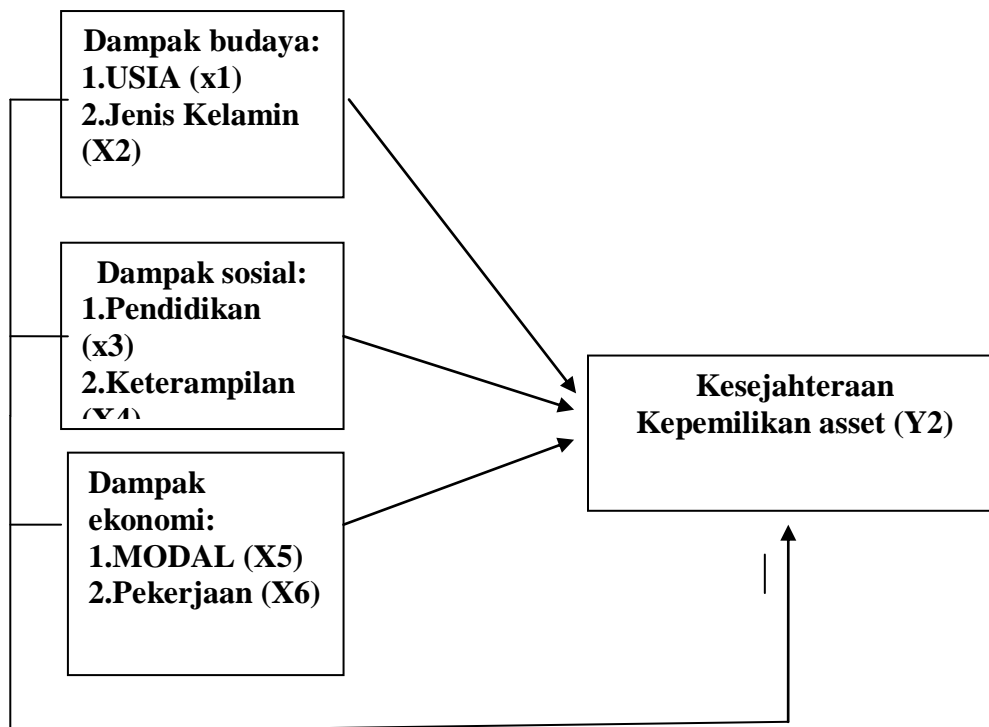 Dampak budaya:
1.USIA (x1)
2.Jenis Kelamin
(X2)
Dampak sosial:
1.Pendidikan
(x3)
2.Keterampilan
(X4)
Dampak
ekonomi:
1.MODAL (X5)
2.Pekerjaan (X6)
Kesejahteraan
Kepemilikan asset (Y2)